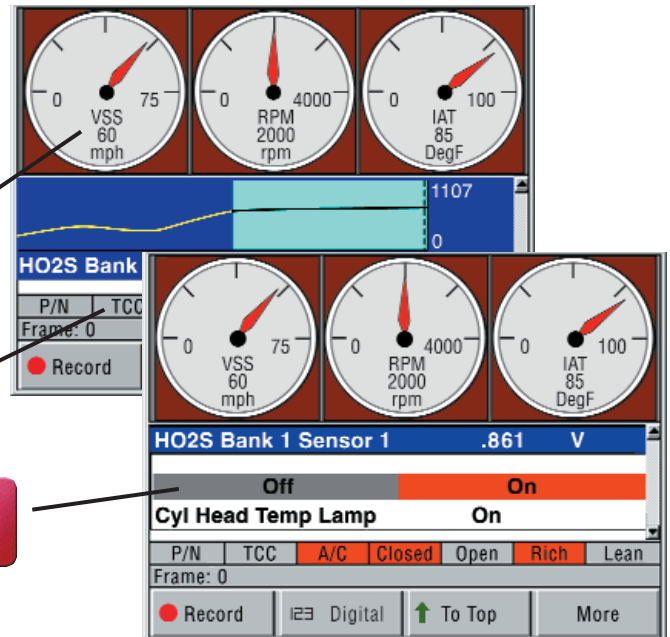 0 75 0 4000 0 100
VSS RPM IAT
60 2000 85
mph rpm DegF
1107
0
HO2S Bank
P/N TCC
Frame: 0
Record
0 75 0 4000 0 100
VSS RPM IAT
60 2000 85
mph rpm DegF
HO2S Bank 1 Sensor 1 .861 V
Off On
Cyl Head Temp Lamp On
P/N TCC A/C Closed Open Rich Lean
Frame: 0
Record 123 Digital To Top More